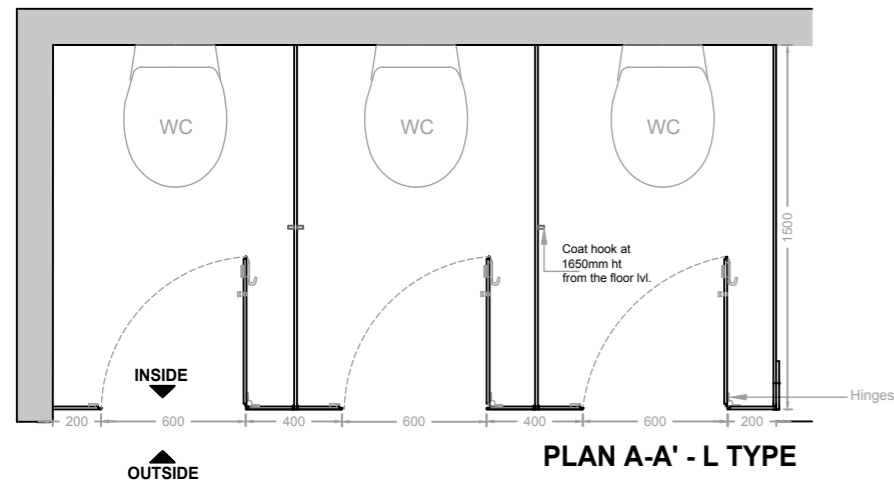 WC
WC
WC
1500
Coat hook at
1650mm ht
from the floor lvl.
INSIDE
Hinges
200
600
400
600
400
600
200
OUTSIDE
PLAN A-A' - L TYPE